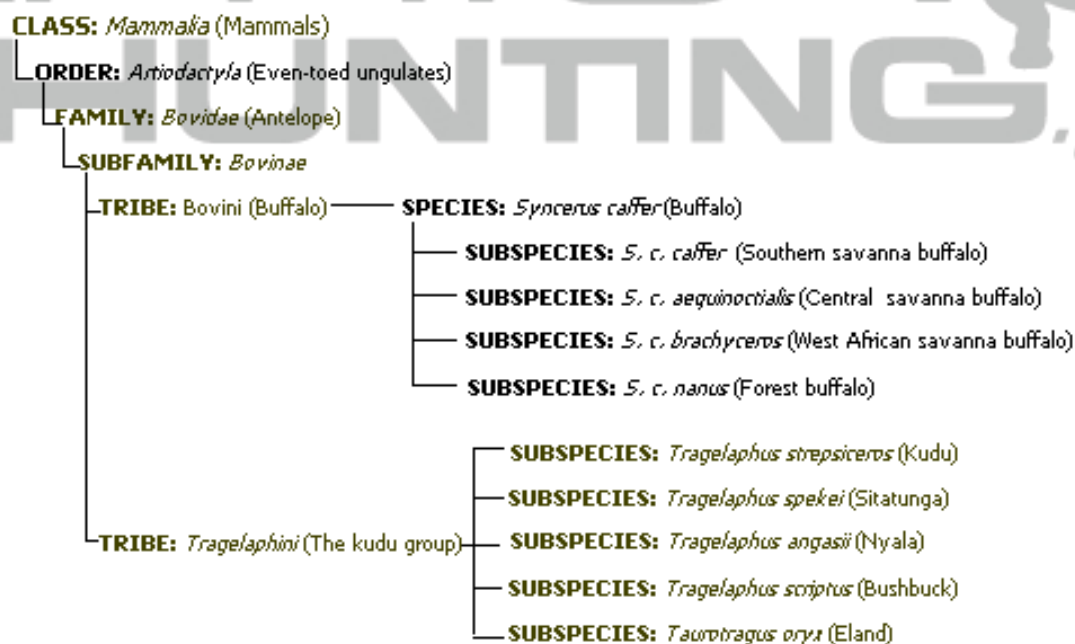 HUNTING
CLASS: Mammalia (Mammals)
ORDER: Artiodactyla (Even-toed ungulates)
FAMILY: Bovidae (Antelope)
SUBFAMILY: Bovinae
TRIBE: Bovini (Buffalo)
SPECIES: Syncerus caffer (Buffalo)
SUBSPECIES: S. c. caffer (Southern savanna buffalo)
SUBSPECIES: S. c. aequinoctialis (Central savanna buffalo)
SUBSPECIES: S. c. brachyceros (West African savanna buffalo)
SUBSPECIES: S. c. nanus (Forest buffalo)
TRIBE: Tragelaphini (The kudu group)
SUBSPECIES: Tragelaphus strepsiceros (Kudu)
SUBSPECIES: Tragelaphus spekei (Sitatunga)
SUBSPECIES: Tragelaphus angasii (Nyala)
SUBSPECIES: Tragelaphus scriptus (Bushbuck)
SUBSPECIES: Taurotragus oryx (Eland)